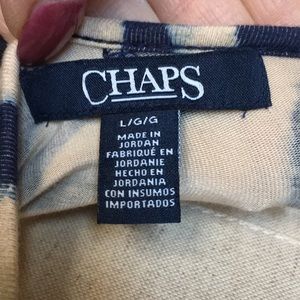 CHAPS
L/G/G
MADE IN
JORDAN
FABRIQUÉ EN
JORDANIE
HECHO EN
JORDANIA
CON INSUMOS
IMPORTADOS